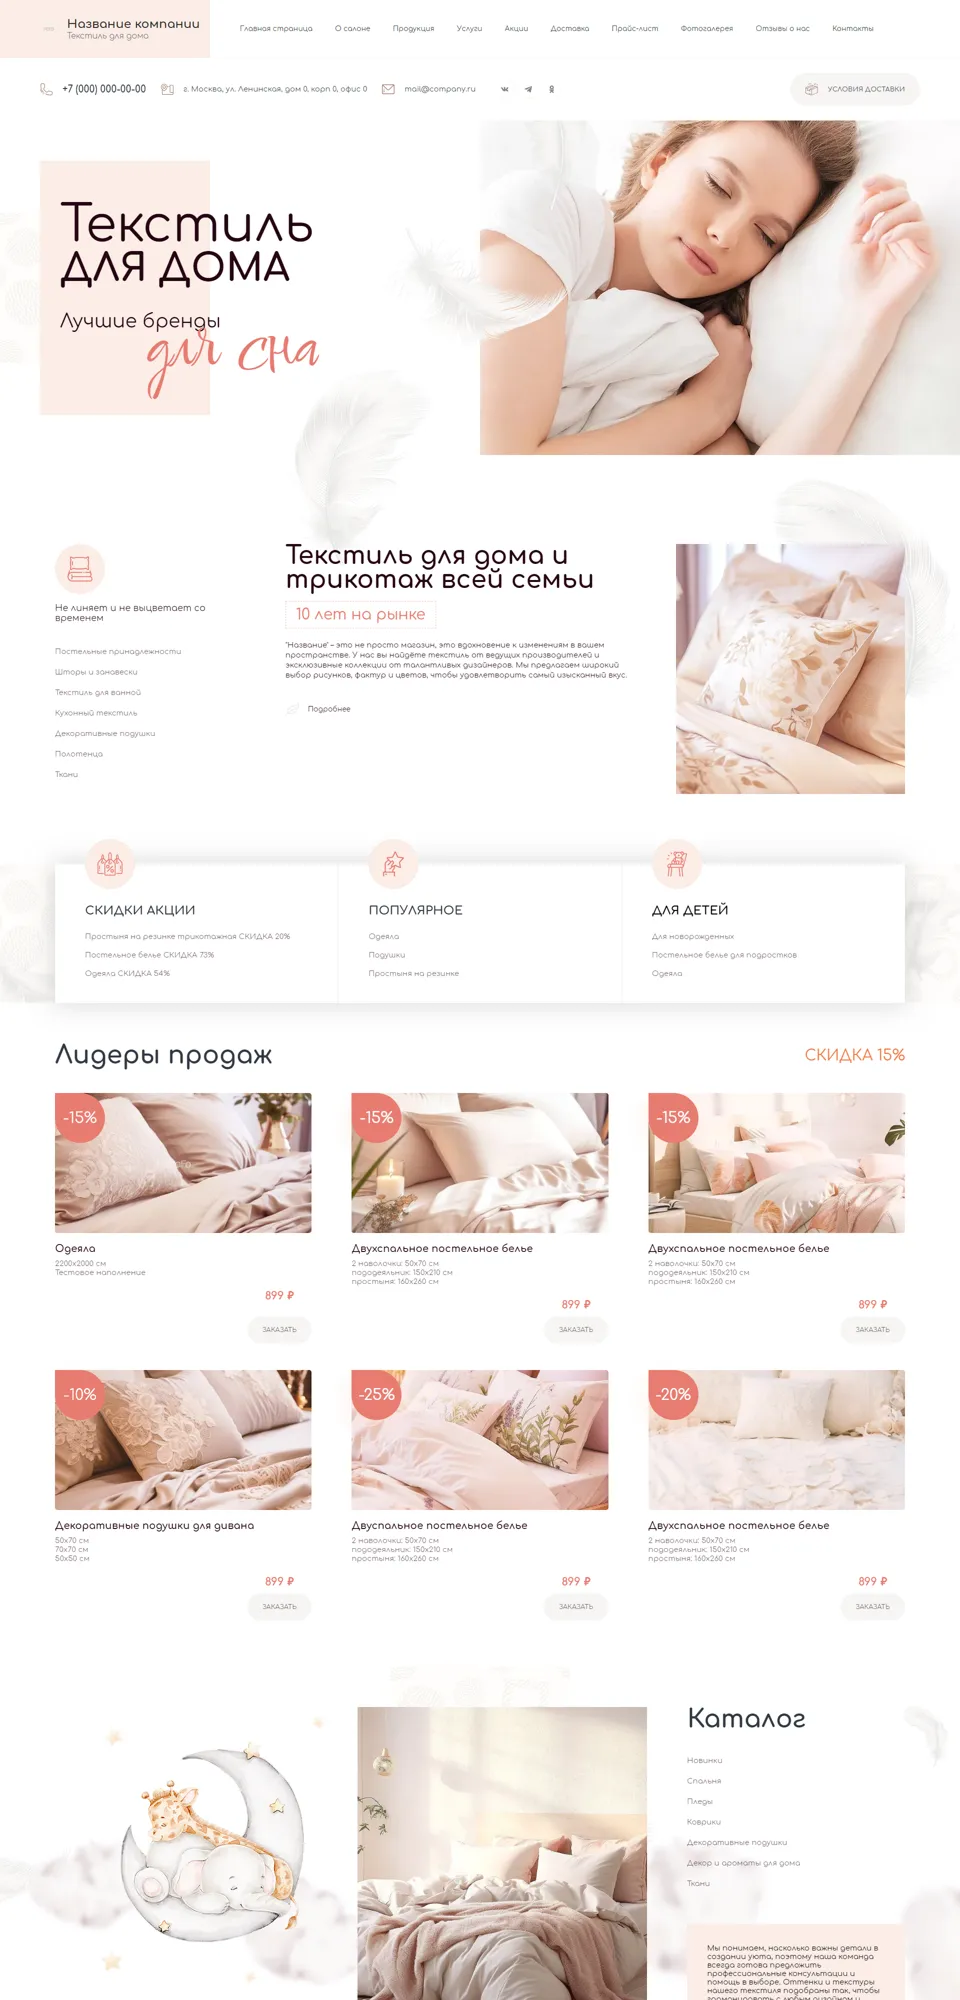 Название компании
Текстиль для дома
Главная страница
О салоне
Продукция
Услуги
Акции
Доставка
Прайс-лист
Фотогалерея
Отзывы о нас
Контакты
+7 (000) 000-00-00
г. Москва, ул. Ленинская, дом 0, корп 0, офис 0
mail@company.ru
УСЛОВИЯ ДОСТАВКИ
Текстиль
ДЛЯ ДОМА
Лучшие бренды
для сна
Не линяет и не выцветает со
временем
Постельные принадлежности
Шторы и занавески
Текстиль для ванной
Кухонный текстиль
Декоративные подушки
Полотенца
Ткани
Текстиль для дома и
трикотаж всей семьи
10 лет на рынке
"Название" – это не просто магазин, это вдохновение к изменениям в вашем
пространстве. У нас вы найдёте текстиль от ведущих производителей и
эксклюзивные коллекции от талантливых дизайнеров. Мы предлагаем широкий
выбор рисунков, фактур и цветов, чтобы удовлетворить самый изысканный вкус.
Подробнее
СКИДКИ АКЦИИ
Простыня на резинке трикотажная СКИДКА 20%
Постельное белье СКИДКА 73%
Одеяла СКИДКА 54%
ПОПУЛЯРНОЕ
Одеяла
Подушки
Простыня на резинке
ДЛЯ ДЕТЕЙ
Для новорожденных
Постельное белье для подростков
Одеяла
Лидеры продаж
СКИДКА 15%
-15%
Одеяла
2200х2000 см
Тестовое наполнение
899 ₽
ЗАКАЗАТЬ
-15%
Двухспальное постельное белье
2 наволочки: 50х70 см
пододеяльник: 150х210 см
простыня: 160х260 см
899 ₽
ЗАКАЗАТЬ
-15%
Двухспальное постельное белье
2 наволочки: 50х70 см
пододеяльник: 150х210 см
простыня: 160х260 см
899 ₽
ЗАКАЗАТЬ
-10%
Декоративные подушки для дивана
50х70 см
70х70 см
50х50 см
899 ₽
ЗАКАЗАТЬ
-25%
Двуспальное постельное белье
2 наволочки: 50х70 см
пододеяльник: 150х210 см
простыня: 160х260 см
899 ₽
ЗАКАЗАТЬ
-20%
Двухспальное постельное белье
2 наволочки: 50х70 см
пододеяльник: 150х210 см
простыня: 160х260 см
899 ₽
ЗАКАЗАТЬ
Каталог
Новинки
Спальня
Пледы
Коврики
Декоративные подушки
Декор и ароматы для дома
Ткани
Мы понимаем, насколько важны детали в
создании уюта, поэтому наша команда
всегда готова предложить
профессиональные консультации и
помощь в выборе. Оттенки и текстуры
нашего текстиля подобраны так, чтобы